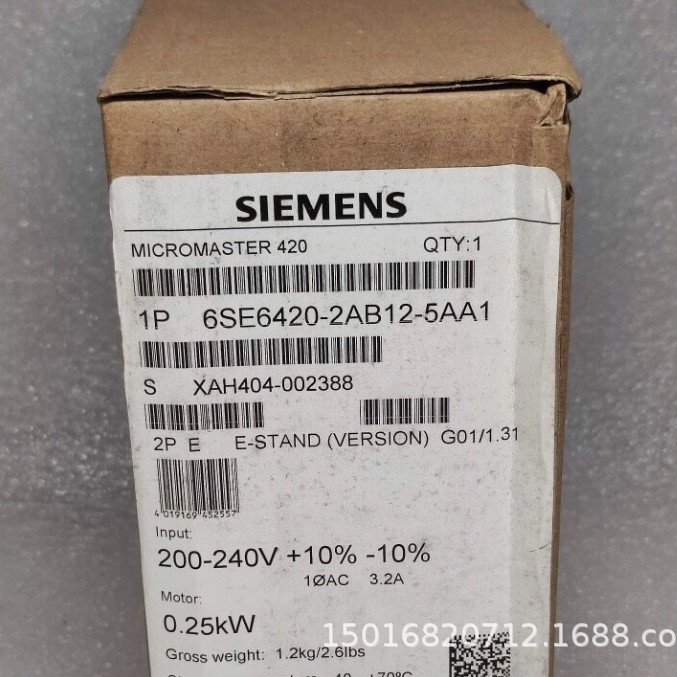 SIEMENS
MICROMASTER 420 QTY:1
1P 6SE6420-2AB12-5AA1
S XAH404-002388
2P E E-STAND (VERSION) G01/1.31
4 019169 452557
Input:
200-240V +10% -10%
1ØAC 3.2A
Motor:
0.25kW
15016820712.1688.co
Gross weight: 1.2kg/2.6lbs